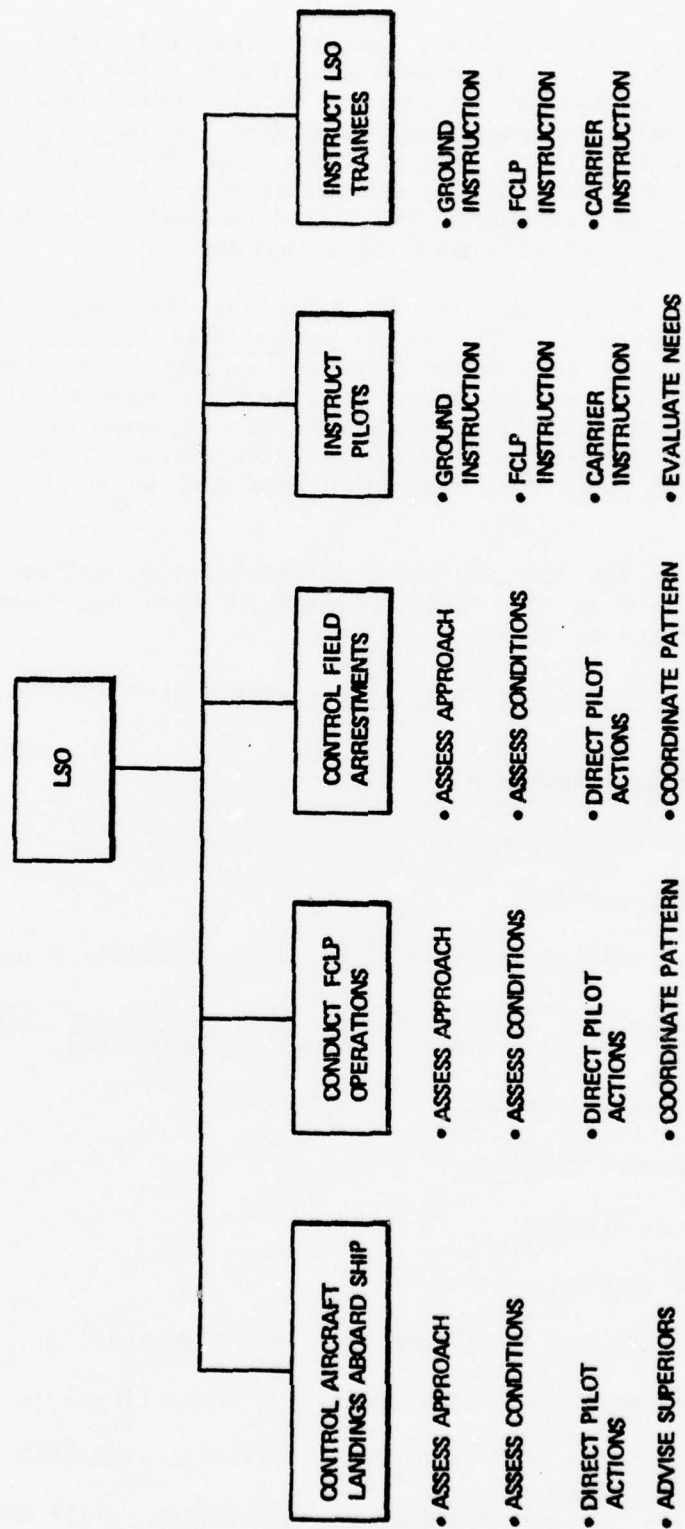 LSO
CONTROL AIRCRAFT
LANDINGS ABOARD SHIP
• ASSESS APPROACH
• ASSESS CONDITIONS
• DIRECT PILOT
ACTIONS
• ADVISE SUPERIORS
CONDUCT FCLP
OPERATIONS
• ASSESS APPROACH
• ASSESS CONDITIONS
• DIRECT PILOT
ACTIONS
• COORDINATE PATTERN
CONTROL FIELD
ARRESTMENTS
• ASSESS APPROACH
• ASSESS CONDITIONS
• DIRECT PILOT
ACTIONS
• COORDINATE PATTERN
INSTRUCT
PILOTS
• GROUND
INSTRUCTION
• FCLP
INSTRUCTION
• CARRIER
INSTRUCTION
• EVALUATE NEEDS
INSTRUCT LSO
TRAINEES
• GROUND
INSTRUCTION
• FCLP
INSTRUCTION
• CARRIER
INSTRUCTION